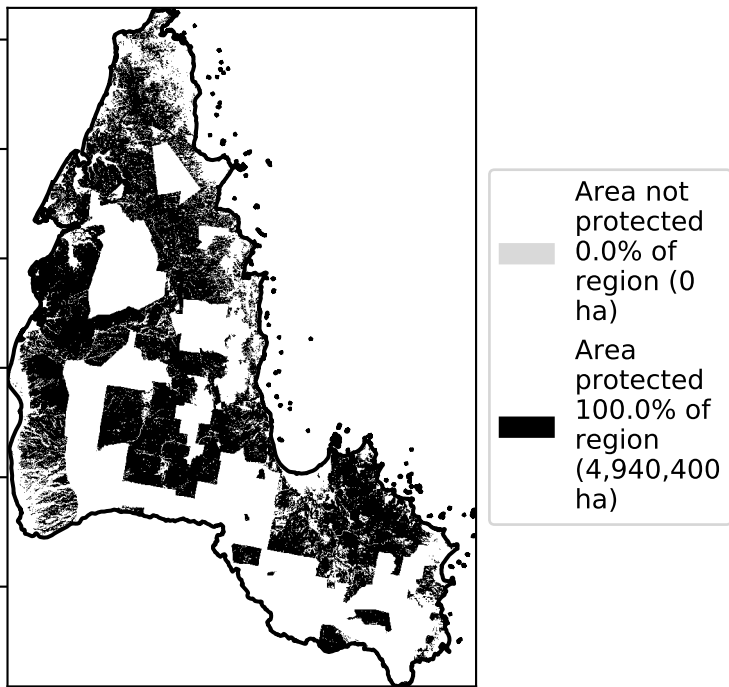 Area not
protected
0.0% of
region (0
ha)
Area
protected
100.0% of
region
(4,940,400
ha)